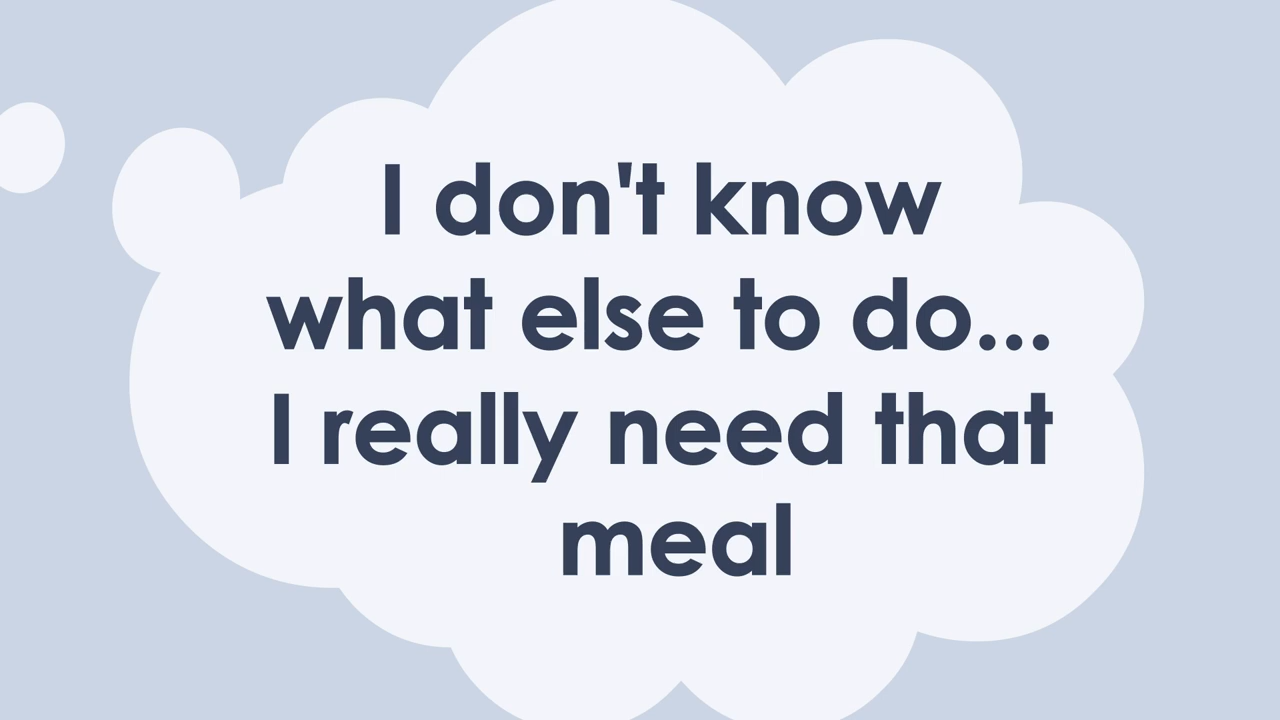 I don't know
what else to do...
I really need that
meal